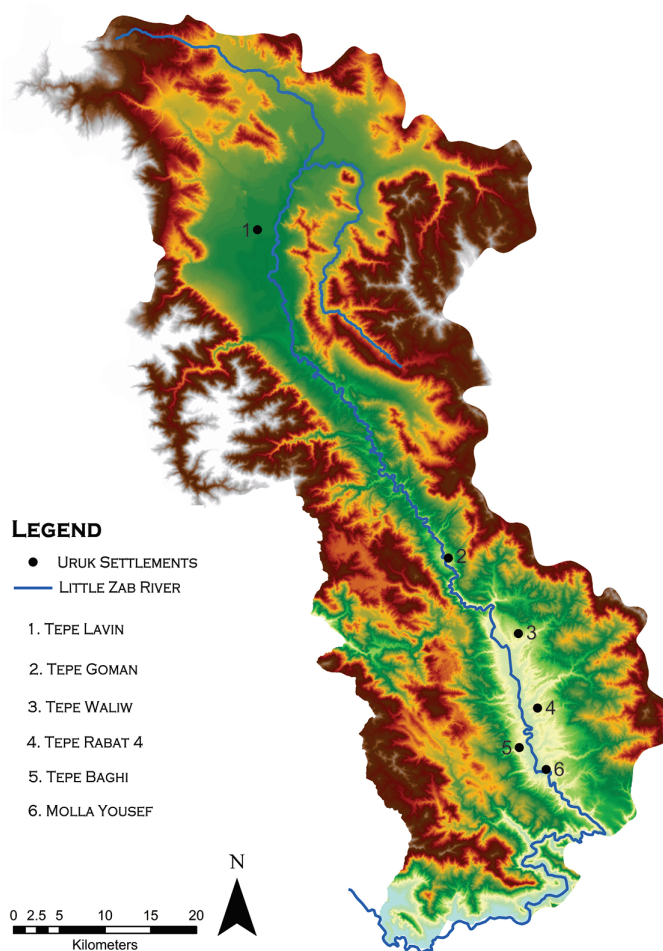 1
2
3
4
5
6
LEGEND
URUK SETTLEMENTS
LITTLE ZAB RIVER
1. TEPE LAVIN
2. TEPE GOMAN
3. TEPE WALIW
4. TEPE RABAT 4
5. TEPE BAGHI
6. MOLLA YOUSEF
N
0 2.5 5 10 15 20
Kilometers